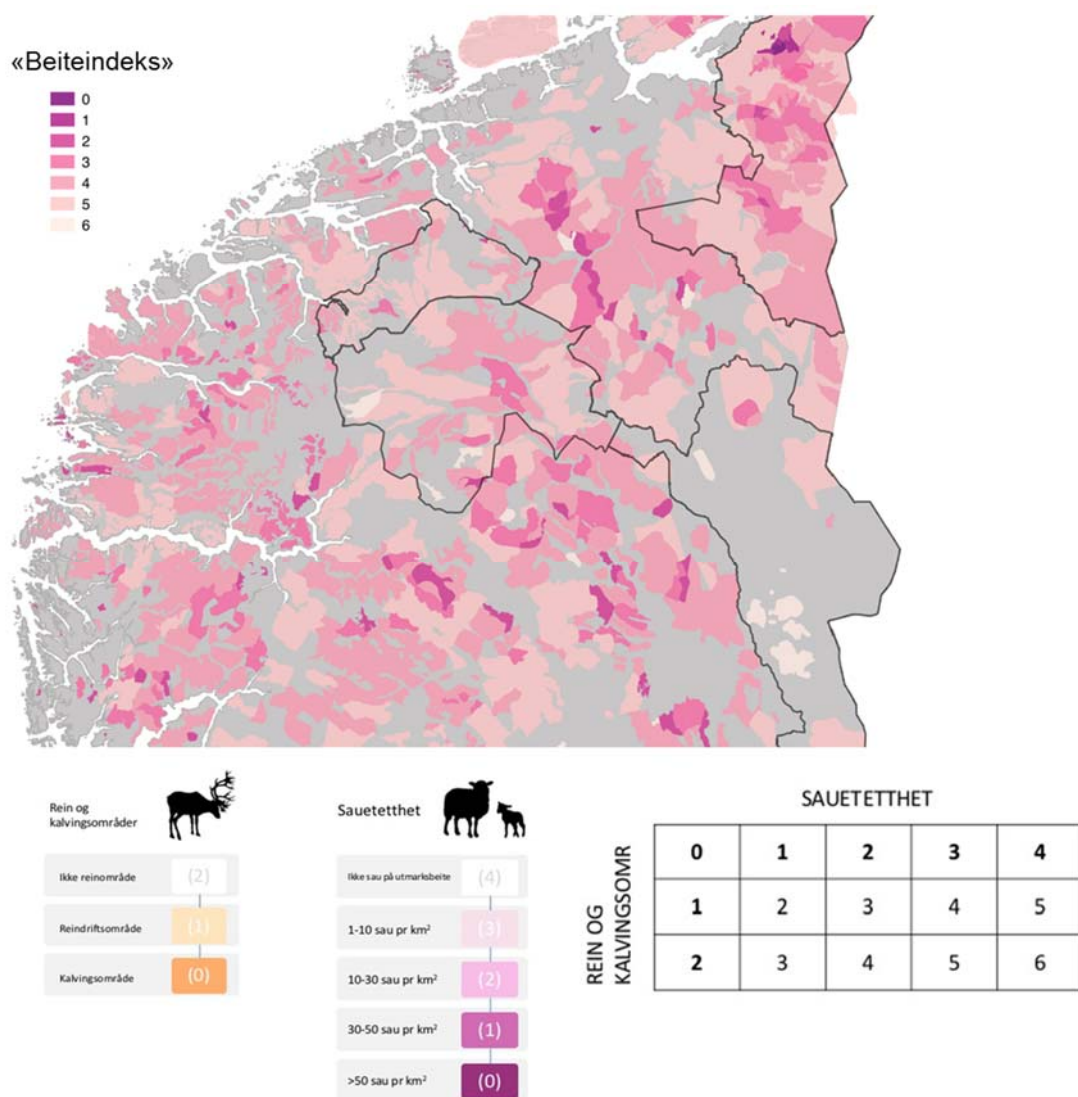 «Beiteindeks»
0
1
2
3
4
5
6
Rein og
kalvingsområder
Ikke reinområde (2)
Reindriftsområde (1)
Kalvingsområde (0)
Sauetetthet
Ikke sau på utmarksbeite (4)
1-10 sau pr km² (3)
10-30 sau pr km² (2)
30-50 sau pr km² (1)
>50 sau pr km² (0)
SAUETETTHET
REIN OG
KALVINGSOMR
0 1 2 3 4
1 2 3 4 5
2 3 4 5 6